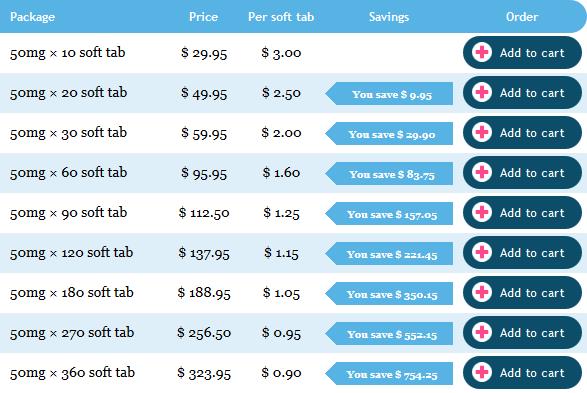 Package Price Per soft tab Savings Order
50mg × 10 soft tab $ 29.95 $ 3.00 Add to cart
50mg × 20 soft tab $ 49.95 $ 2.50 You save $ 9.95 Add to cart
50mg × 30 soft tab $ 59.95 $ 2.00 You save $ 29.90 Add to cart
50mg × 60 soft tab $ 95.95 $ 1.60 You save $ 83.75 Add to cart
50mg × 90 soft tab $ 112.50 $ 1.25 You save $ 157.05 Add to cart
50mg × 120 soft tab $ 137.95 $ 1.15 You save $ 221.45 Add to cart
50mg × 180 soft tab $ 188.95 $ 1.05 You save $ 350.15 Add to cart
50mg × 270 soft tab $ 256.50 $ 0.95 You save $ 552.15 Add to cart
50mg × 360 soft tab $ 323.95 $ 0.90 You save $ 754.25 Add to cart